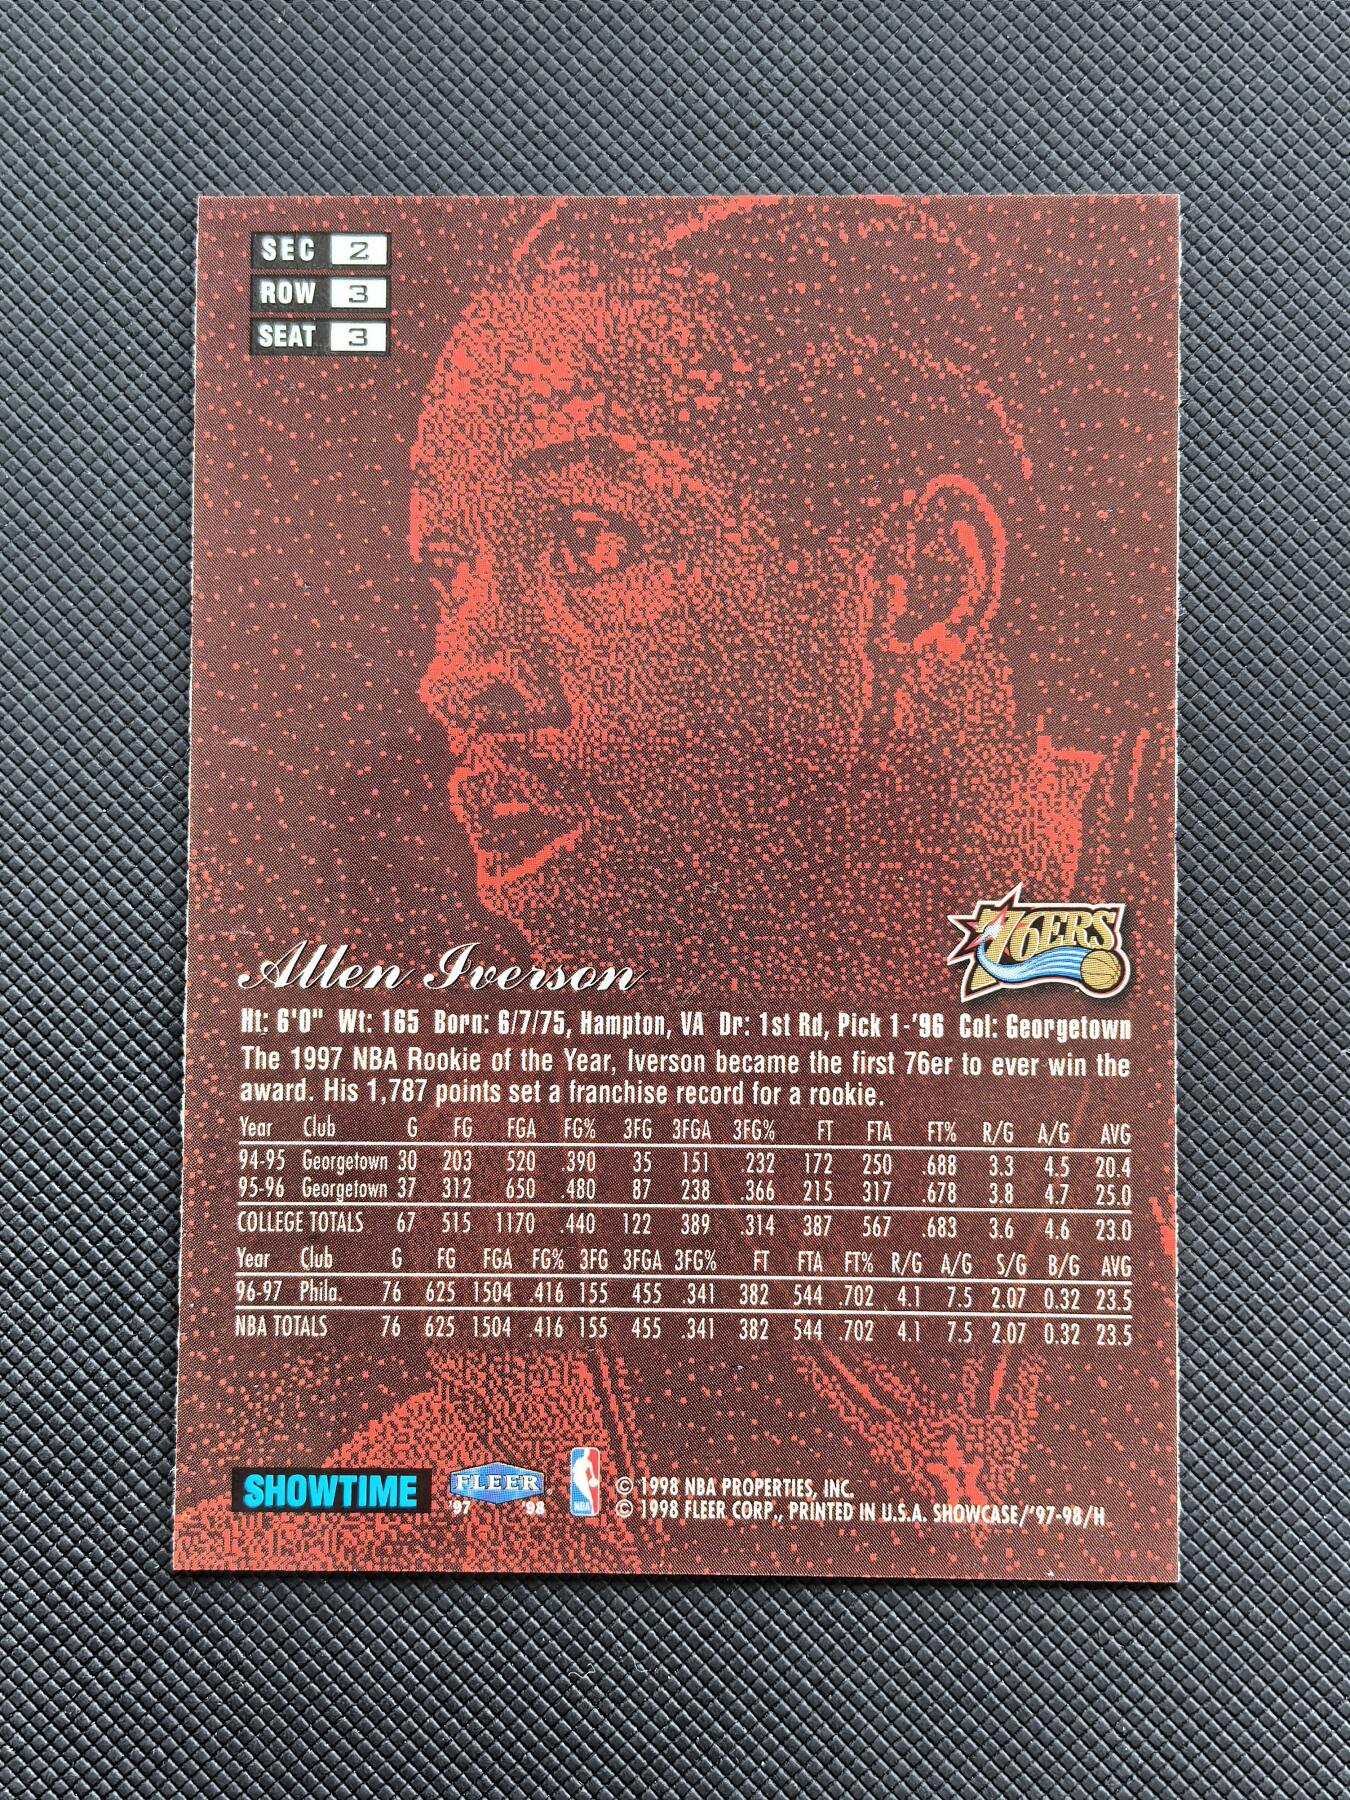 SEC 2
ROW 3
SEAT 3
76ERS
Allen Iverson
Ht: 6'0" Wt: 165 Born: 6/7/75, Hampton, VA Dr: 1st Rd, Pick 1-'96 Col: Georgetown
The 1997 NBA Rookie of the Year, Iverson became the first 76er to ever win the
award. His 1,787 points set a franchise record for a rookie.
Year Club G FG FGA FG% 3FG 3FGA 3FG% FT FTA FT% R/G A/G AVG
94-95 Georgetown 30 203 520 .390 35 151 .232 172 250 .688 3.3 4.5 20.4
95-96 Georgetown 37 312 650 .480 87 238 .366 215 317 .678 3.8 4.7 25.0
COLLEGE TOTALS 67 515 1170 .440 122 389 .314 387 567 .683 3.6 4.6 23.0
Year Club G FG FGA FG% 3FG 3FGA 3FG% FT FTA FT% R/G A/G S/G B/G AVG
96-97 Phila. 76 625 1504 .416 155 455 .341 382 544 .702 4.1 7.5 2.07 0.32 23.5
NBA TOTALS 76 625 1504 .416 155 455 .341 382 544 .702 4.1 7.5 2.07 0.32 23.5
SHOWTIME
FLEER
'97 '98
NBA
© 1998 NBA PROPERTIES, INC.
© 1998 FLEER CORP., PRINTED IN U.S.A. SHOWCASE/'97-98/H